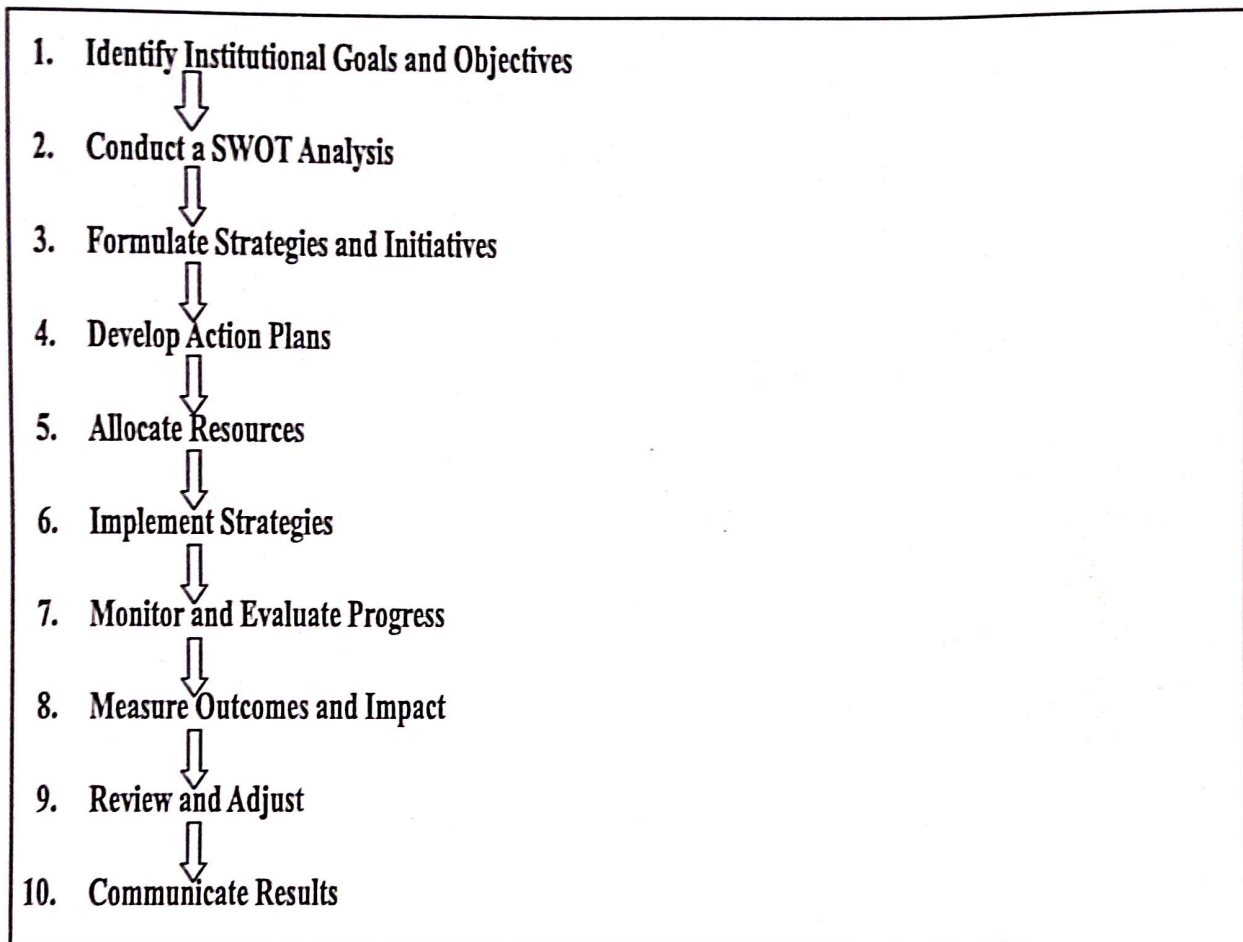 1. Identify Institutional Goals and Objectives
2. Conduct a SWOT Analysis
3. Formulate Strategies and Initiatives
4. Develop Action Plans
5. Allocate Resources
6. Implement Strategies
7. Monitor and Evaluate Progress
8. Measure Outcomes and Impact
9. Review and Adjust
10. Communicate Results